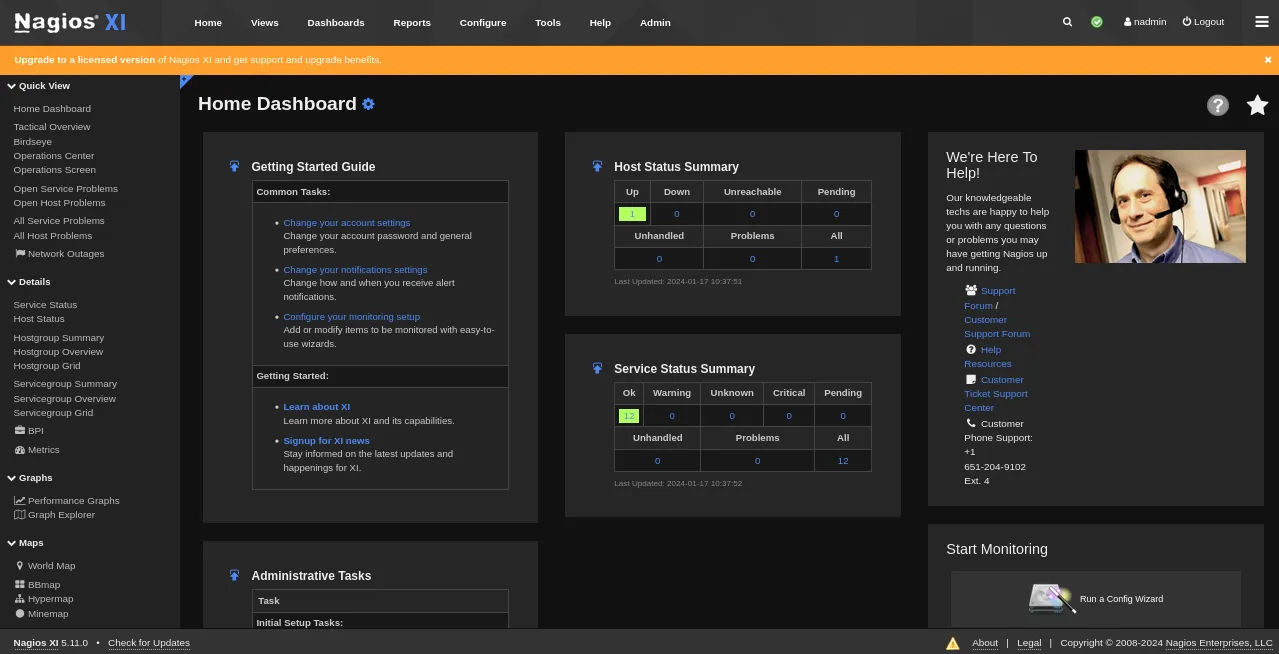 Nagios® XI
Home Views Dashboards Reports Configure Tools Help Admin
nadmin Logout
Upgrade to a licensed version of Nagios XI and get support and upgrade benefits.
Quick View
Home Dashboard
Tactical Overview
Birdseye
Operations Center
Operations Screen
Open Service Problems
Open Host Problems
All Service Problems
All Host Problems
Network Outages
Details
Service Status
Host Status
Hostgroup Summary
Hostgroup Overview
Hostgroup Grid
Servicegroup Summary
Servicegroup Overview
Servicegroup Grid
BPI
Metrics
Graphs
Performance Graphs
Graph Explorer
Maps
World Map
BBmap
Hypermap
Minemap
Home Dashboard
Getting Started Guide
Common Tasks:
Change your account settings
Change your account password and general
preferences.
Change your notifications settings
Change how and when you receive alert
notifications.
Configure your monitoring setup
Add or modify items to be monitored with easy-to-
use wizards.
Getting Started:
Learn about XI
Learn more about XI and its capabilities.
Signup for XI news
Stay informed on the latest updates and
happenings for XI.
Administrative Tasks
Task
Initial Setup Tasks:
Host Status Summary
Up Down Unreachable Pending
1 0 0 0
Unhandled Problems All
0 0 1
Last Updated: 2024-01-17 10:37:51
Service Status Summary
Ok Warning Unknown Critical Pending
12 0 0 0 0
Unhandled Problems All
0 0 12
Last Updated: 2024-01-17 10:37:52
We're Here To
Help!
Our knowledgeable
techs are happy to help
you with any questions
or problems you may
have getting Nagios up
and running.
Support
Forum /
Customer
Support Forum
Help
Resources
Customer
Ticket Support
Center
Customer
Phone Support:
+1
651-204-9102
Ext. 4
Start Monitoring
Run a Config Wizard
Nagios XI 5.11.0 • Check for Updates
About | Legal | Copyright © 2008-2024 Nagios Enterprises, LLC